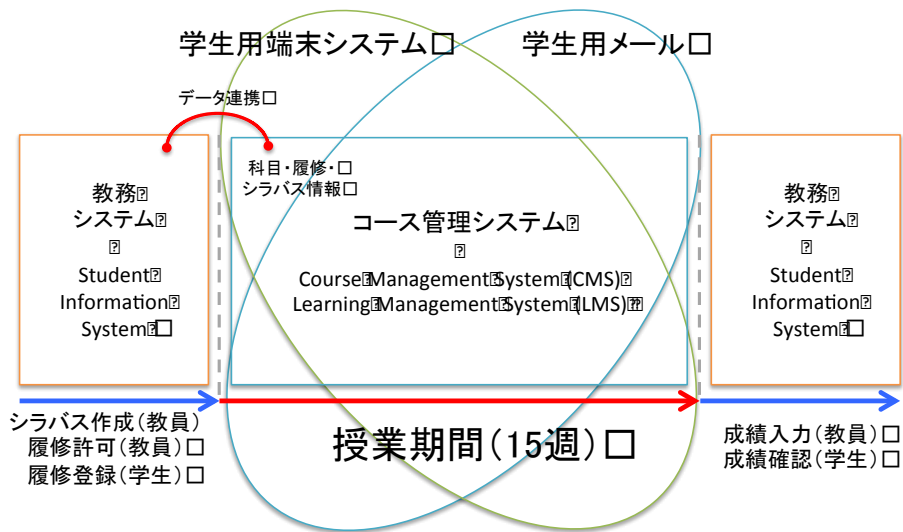 学生用端末システム
学生用メール
データ連携
科目・履修・
シラバス情報
教務
システム
Student
Information
System
コース管理システム
Course Management System (CMS)
Learning Management System (LMS)
教務
システム
Student
Information
System
シラバス作成(教員)
履修許可(教員)
履修登録(学生)
授業期間(15週)
成績入力(教員)
成績確認(学生)